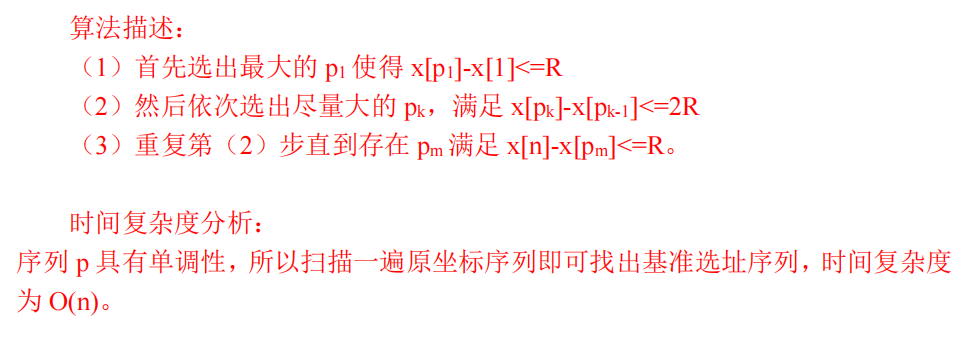 算法描述:
（1）首先选出最大的 p1 使得 x[p1]-x[1]<=R
（2）然后依次选出尽量大的 pk，满足 x[pk]-x[pk-1]<=2R
（3）重复第（2）步直到存在 pm 满足 x[n]-x[pm]<=R。
时间复杂度分析:
序列 p 具有单调性，所以扫描一遍原坐标序列即可找出基准选址序列，时间复杂度
为 O(n)。